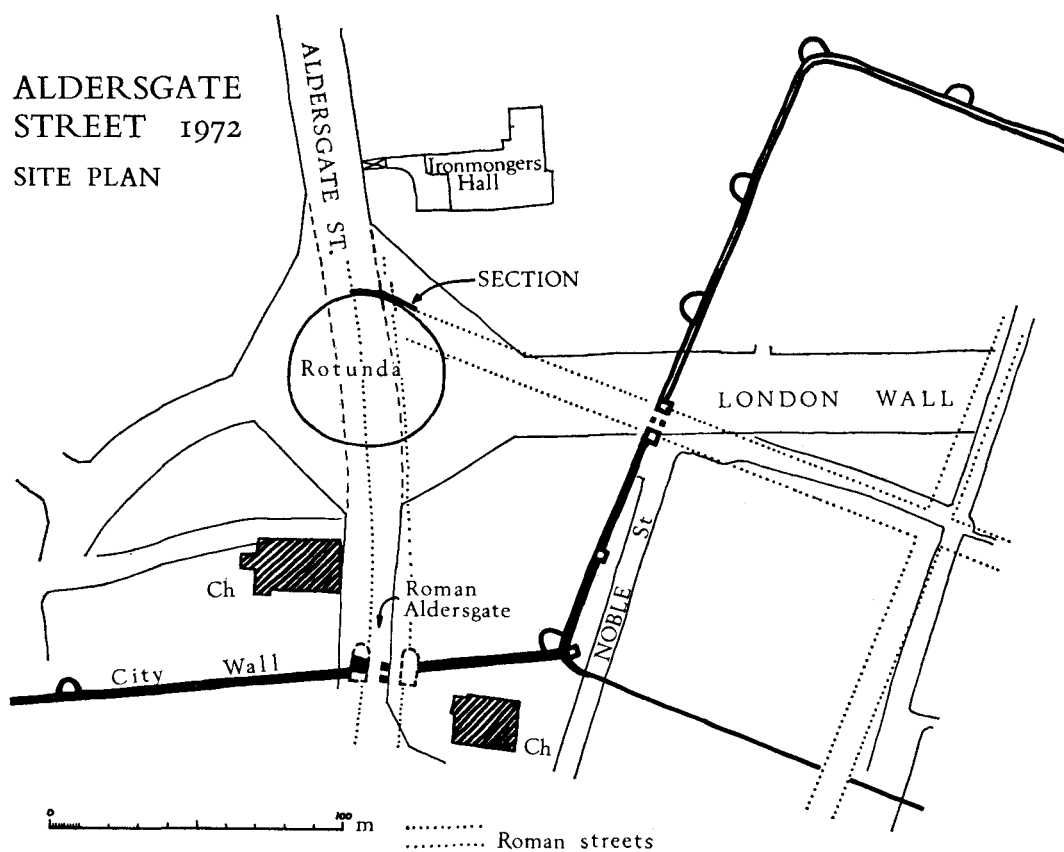 ALDERSGATE
STREET 1972
SITE PLAN
ALDERSGATE ST.
Ironmongers
Hall
SECTION
Rotunda
LONDON WALL
NOBLE St
Ch
Roman
Aldersgate
City Wall
Ch
0 100 m
Roman streets